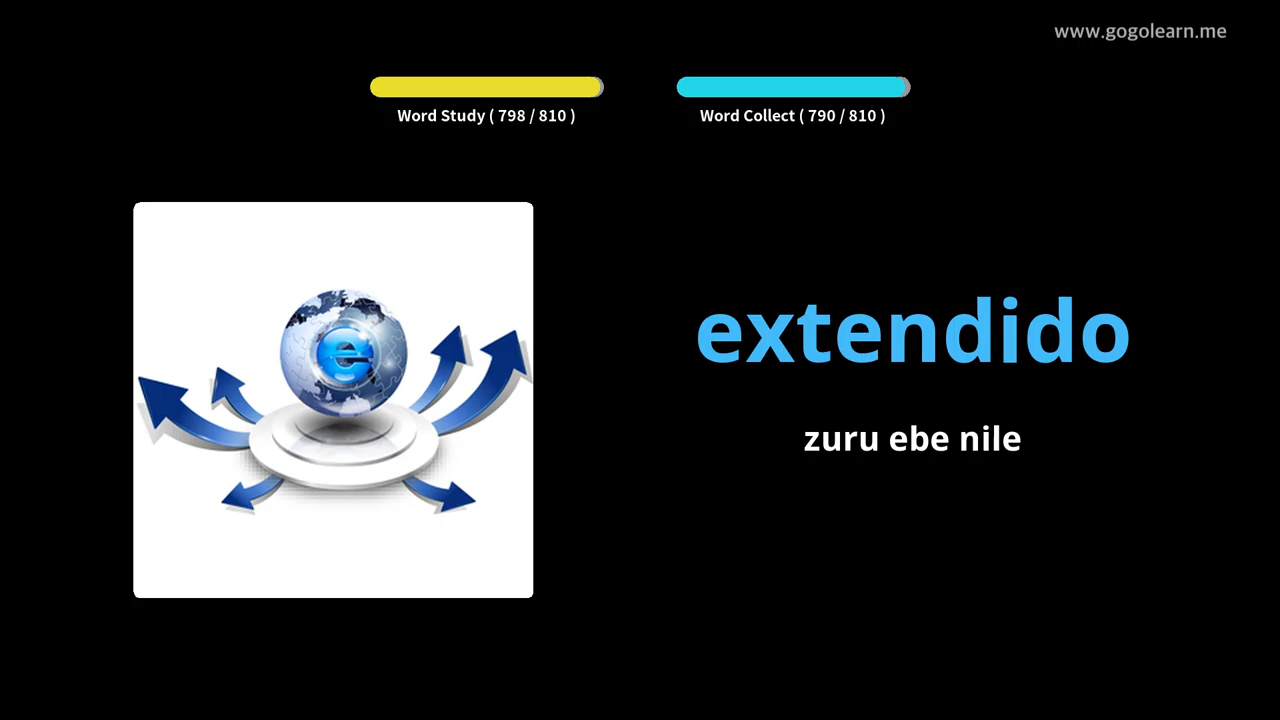 www.gogolearn.me
Word Study ( 798 / 810 )
Word Collect ( 790 / 810 )
e
extendido
zuru ebe nile